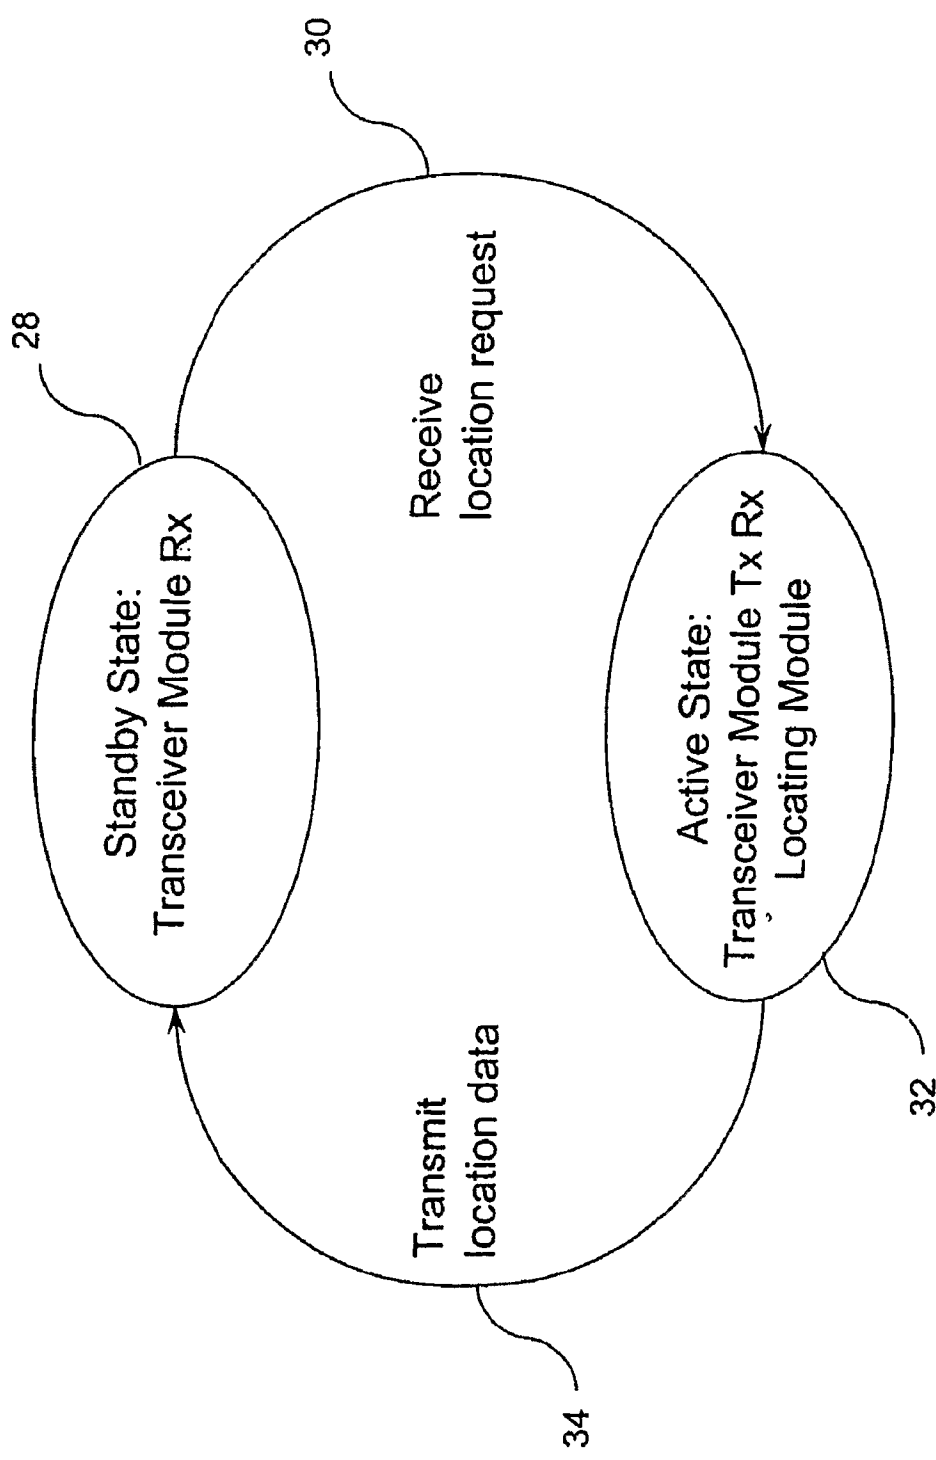 28
Standby State:
Transceiver Module Rx
30
Receive
location request
Transmit
location data
34
Active State:
Transceiver Module Tx Rx
Locating Module
32